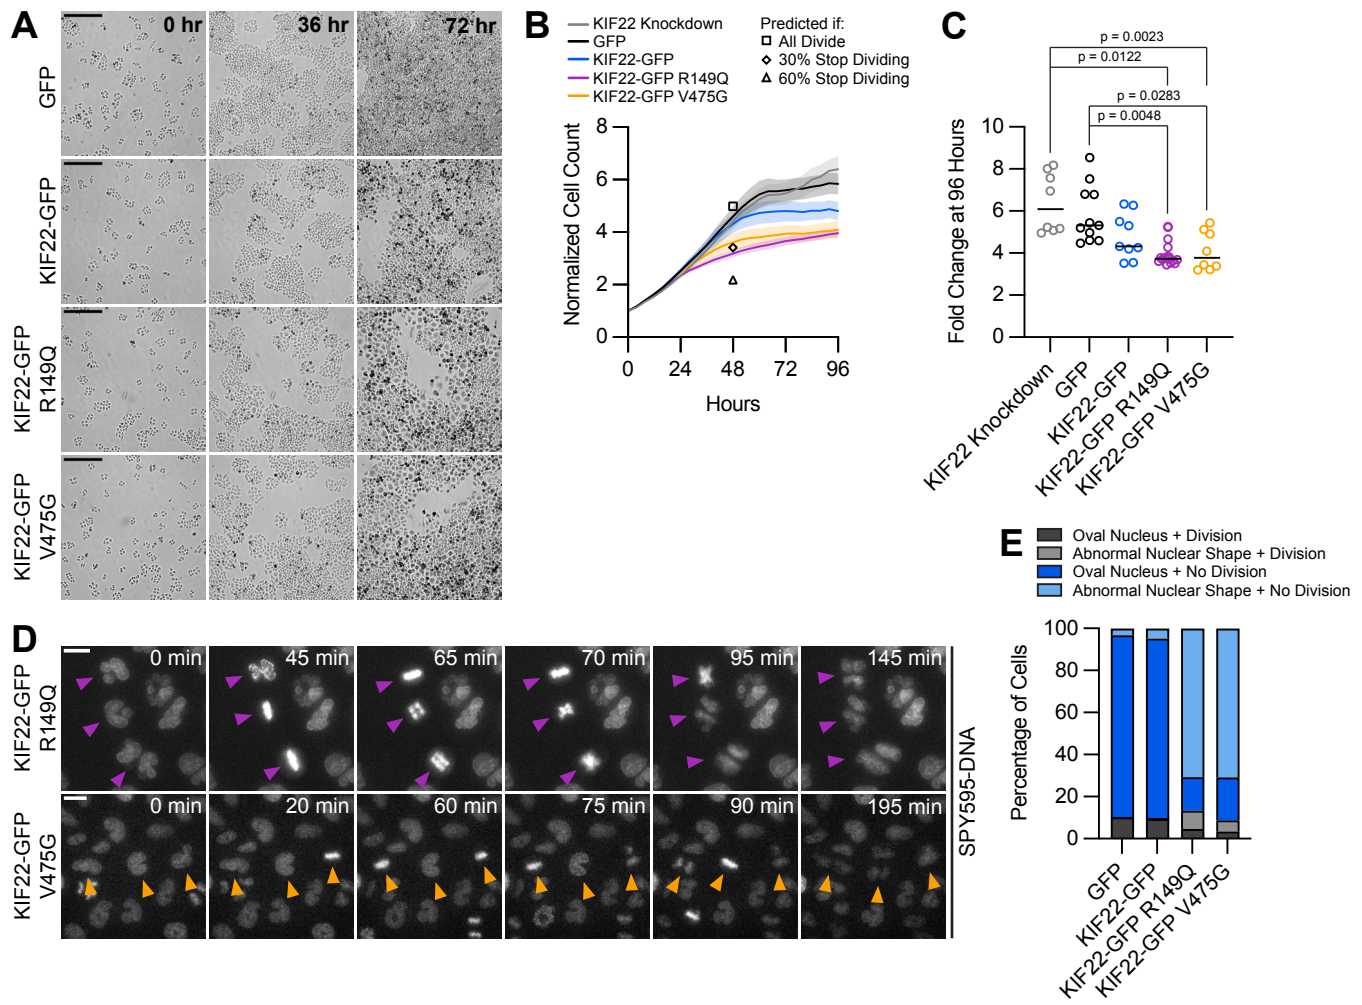 A
0 hr
36 hr
72 hr
GFP
KIF22-GFP
KIF22-GFP
R149Q
KIF22-GFP
V475G
B
KIF22 Knockdown
GFP
KIF22-GFP
KIF22-GFP R149Q
KIF22-GFP V475G
Predicted if:
All Divide
30% Stop Dividing
60% Stop Dividing
Normalized Cell Count
8
6
4
2
0
0
24
48
72
96
Hours
C
p = 0.0023
p = 0.0122
p = 0.0283
p = 0.0048
Fold Change at 96 Hours
10
8
6
4
2
0
KIF22 Knockdown
GFP
KIF22-GFP
KIF22-GFP R149Q
KIF22-GFP V475G
D
KIF22-GFP
R149Q
0 min
45 min
65 min
70 min
95 min
145 min
KIF22-GFP
V475G
0 min
20 min
60 min
75 min
90 min
195 min
SPY595-DNA
E
Oval Nucleus + Division
Abnormal Nuclear Shape + Division
Oval Nucleus + No Division
Abnormal Nuclear Shape + No Division
Percentage of Cells
100
80
60
40
20
0
GFP
KIF22-GFP
KIF22-GFP R149Q
KIF22-GFP V475G